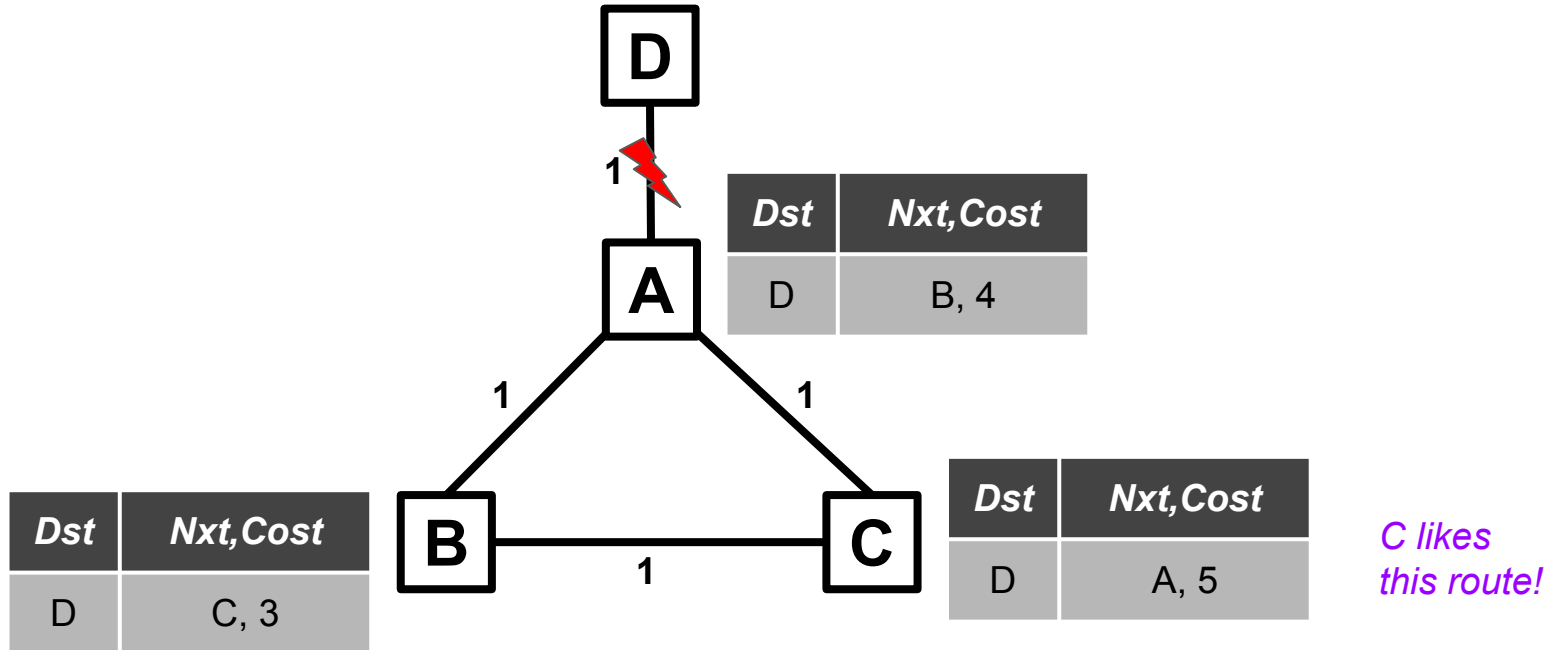 D
1
Dst Nxt,Cost
D B, 4
A
1 1
Dst Nxt,Cost
D A, 5
C likes
this route!
Dst Nxt,Cost
D C, 3
B
1
C